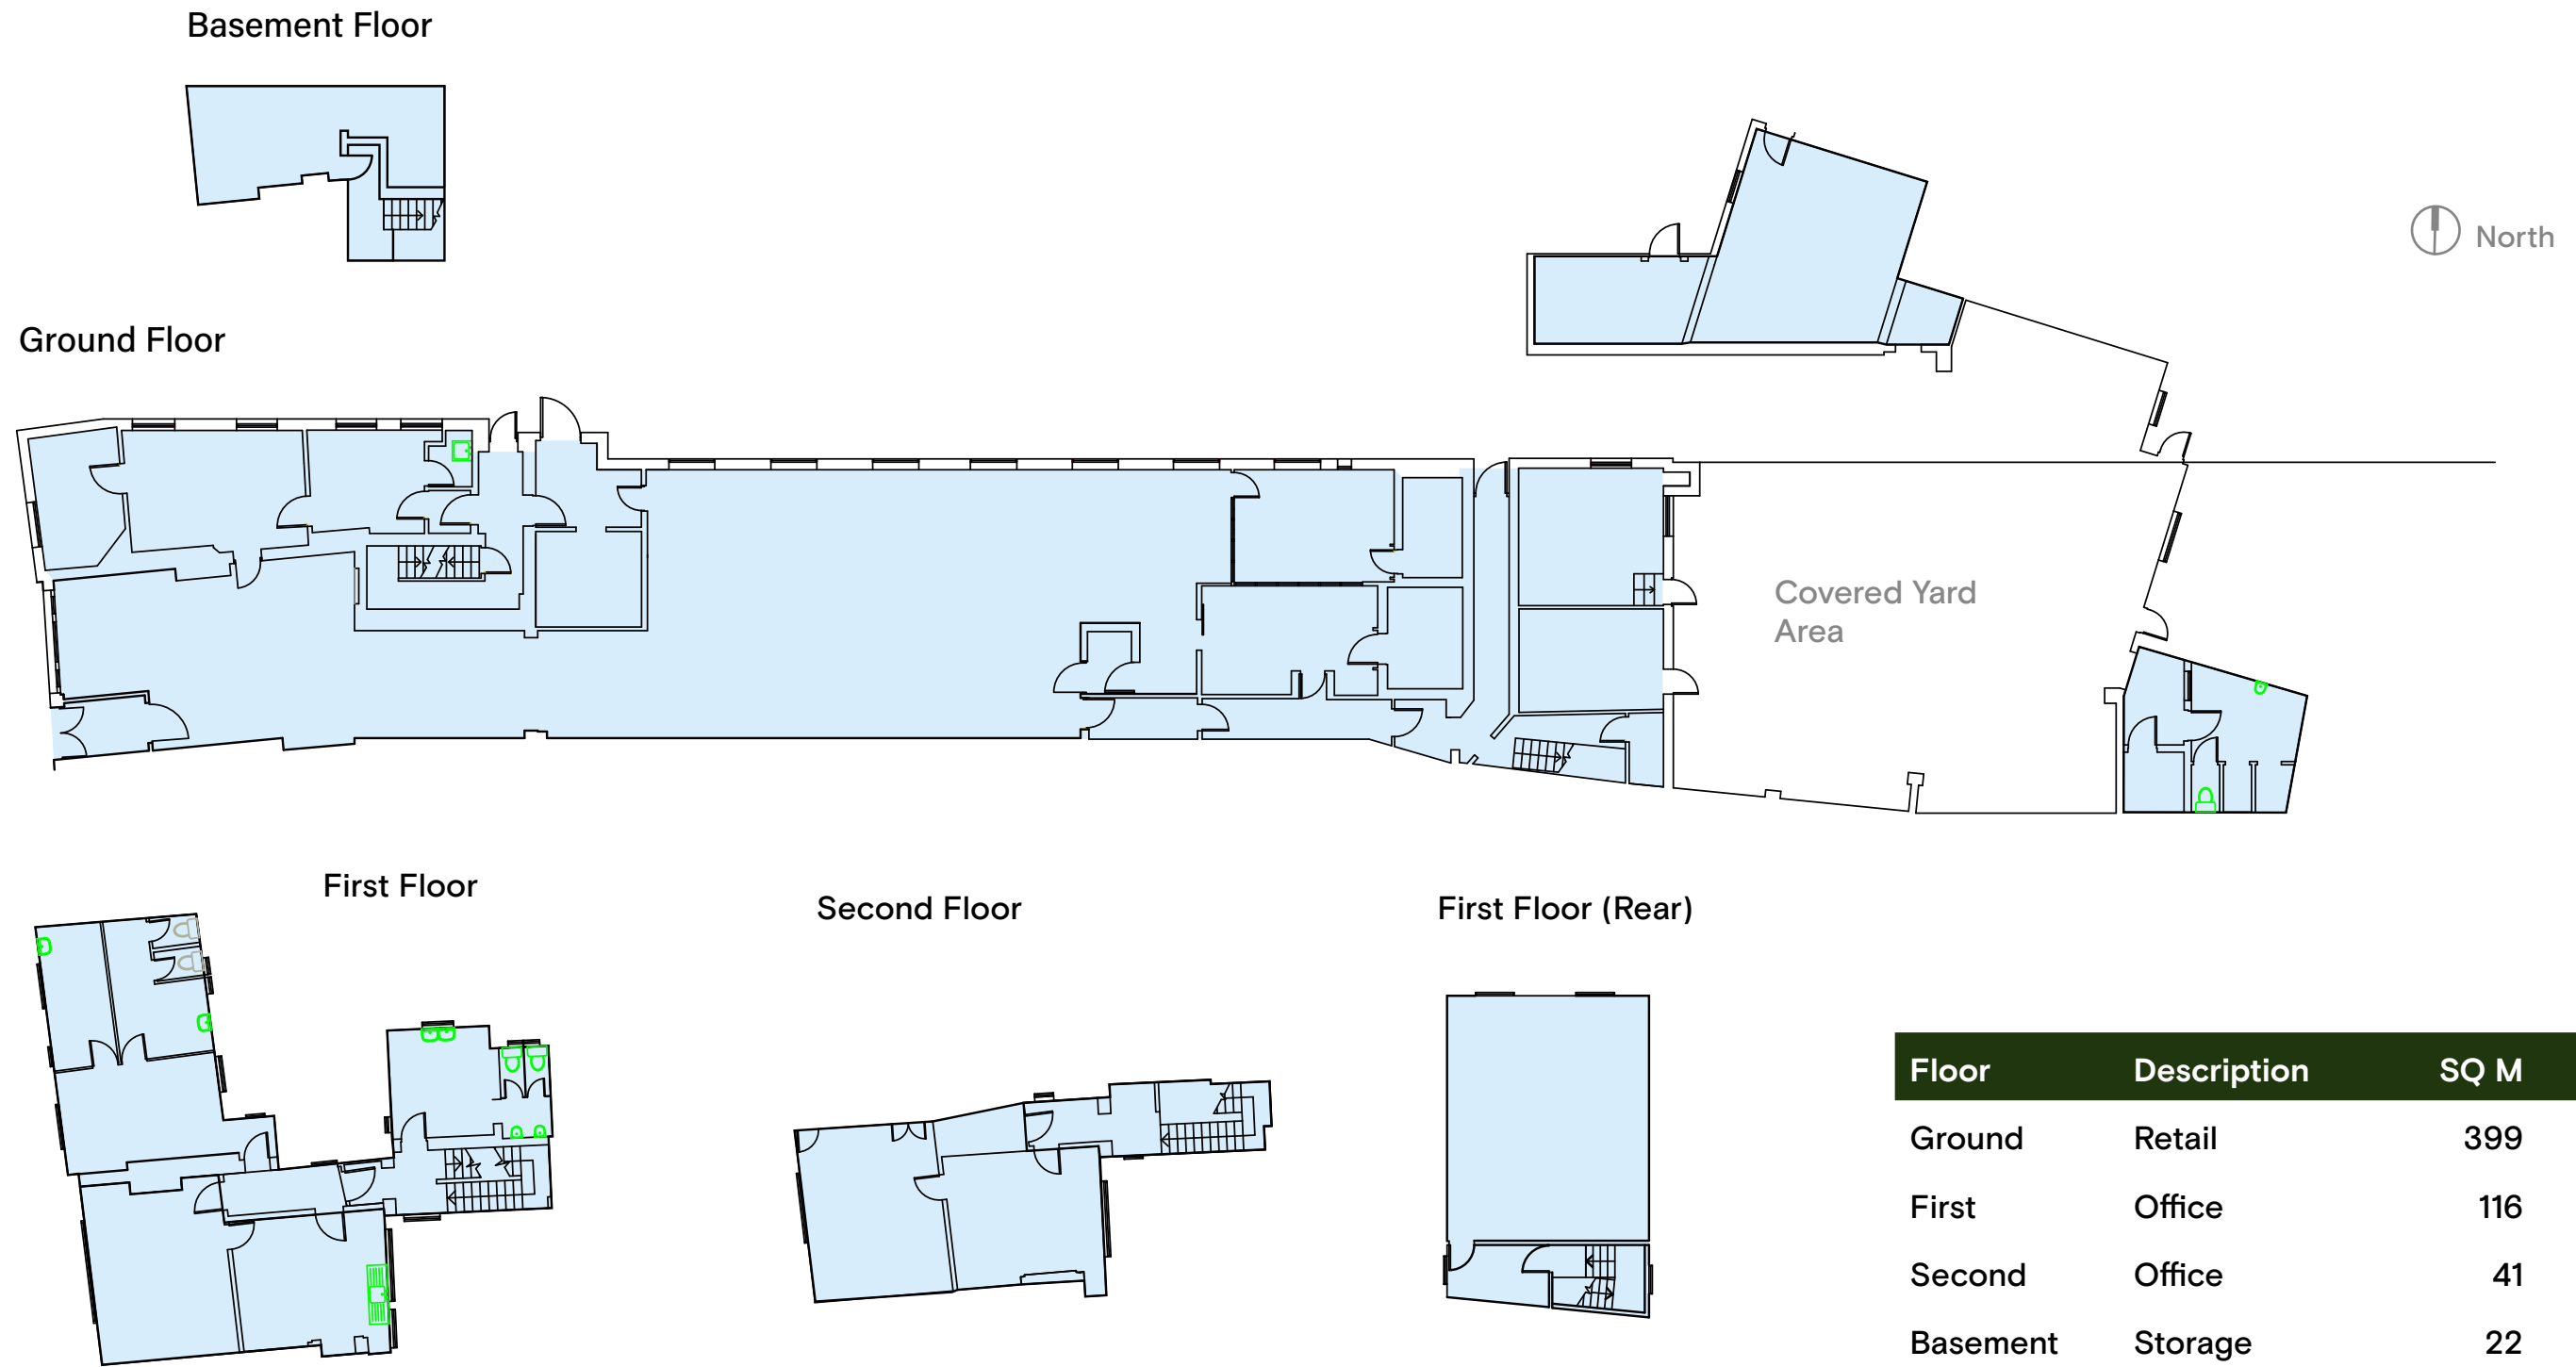 Basement Floor
Ground Floor
North
Covered Yard
Area
First Floor
Second Floor
First Floor (Rear)
Floor Description SQ M
Ground Retail 399
First Office 116
Second Office 41
Basement Storage 22